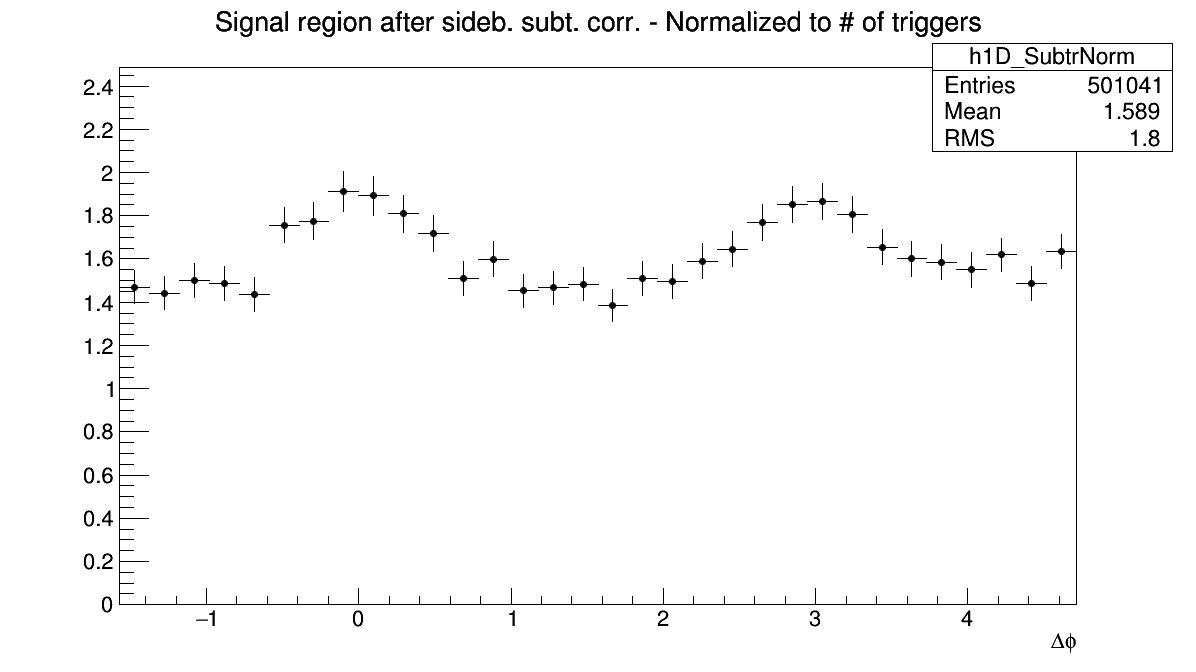 Signal region after sideb. subt. corr. - Normalized to # of triggers
h1D_SubtrNorm
Entries 501041
Mean 1.589
RMS 1.8
2.4
2.2
2
1.8
1.6
1.4
1.2
1
0.8
0.6
0.4
0.2
0
−1 0 1 2 3 4
Δϕ